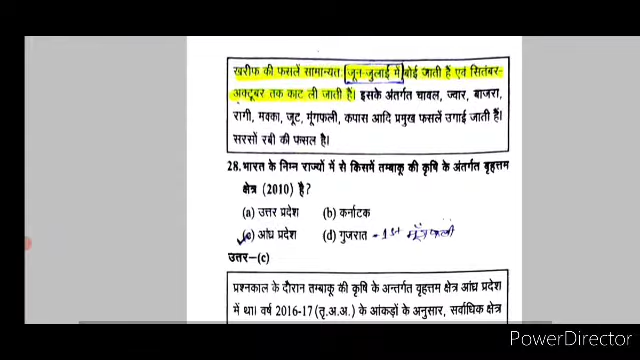 खरीफ की फसलें सामान्यतः जून जुलाई में बोई जाती हैं एवं सितंबर-
अक्टूबर तक काट ली जाती हैं। इसके अंतर्गत चावल, ज्वार, बाजरा,
रागी, मक्का, जूट, मूंगफली, कपास आदि प्रमुख फसलें उगाई जाती हैं।
सरसों रबी की फसल है।
28. भारत के निम्न राज्यों में से किसमें तम्बाकू की कृषि के अंतर्गत बृहत्तम
क्षेत्र (2010) है?
(a) उत्तर प्रदेश (b) कर्नाटक
(c) आंध्र प्रदेश (d) गुजरात - 1st मूँगफली
उत्तर-(c)
प्रश्नकाल के दौरान तम्बाकू की कृषि के अन्तर्गत वृहत्तम क्षेत्र आंध्र प्रदेश
में था। वर्ष 2016-17 (तृ.अ.अ.) के आंकड़ों के अनुसार, सर्वाधिक क्षेत्र
PowerDirector